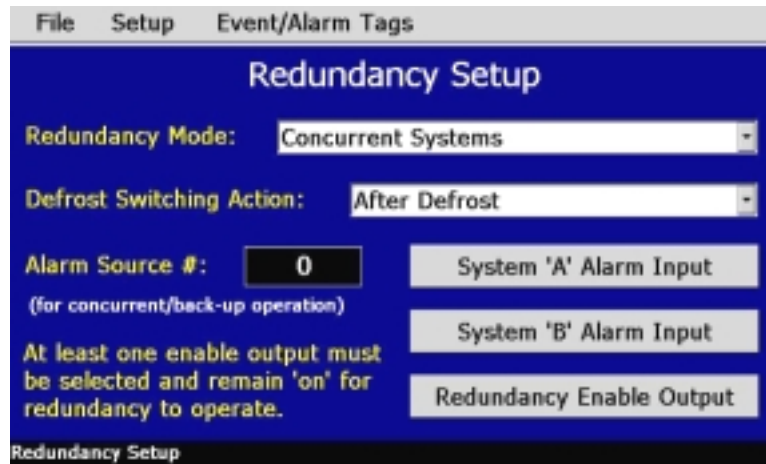 File Setup Event/Alarm Tags
Redundancy Setup
Redundancy Mode: Concurrent Systems
Defrost Switching Action: After Defrost
Alarm Source #: 0
(for concurrent/back-up operation)
System 'A' Alarm Input
System 'B' Alarm Input
At least one enable output must
be selected and remain 'on' for
redundancy to operate.
Redundancy Enable Output
Redundancy Setup